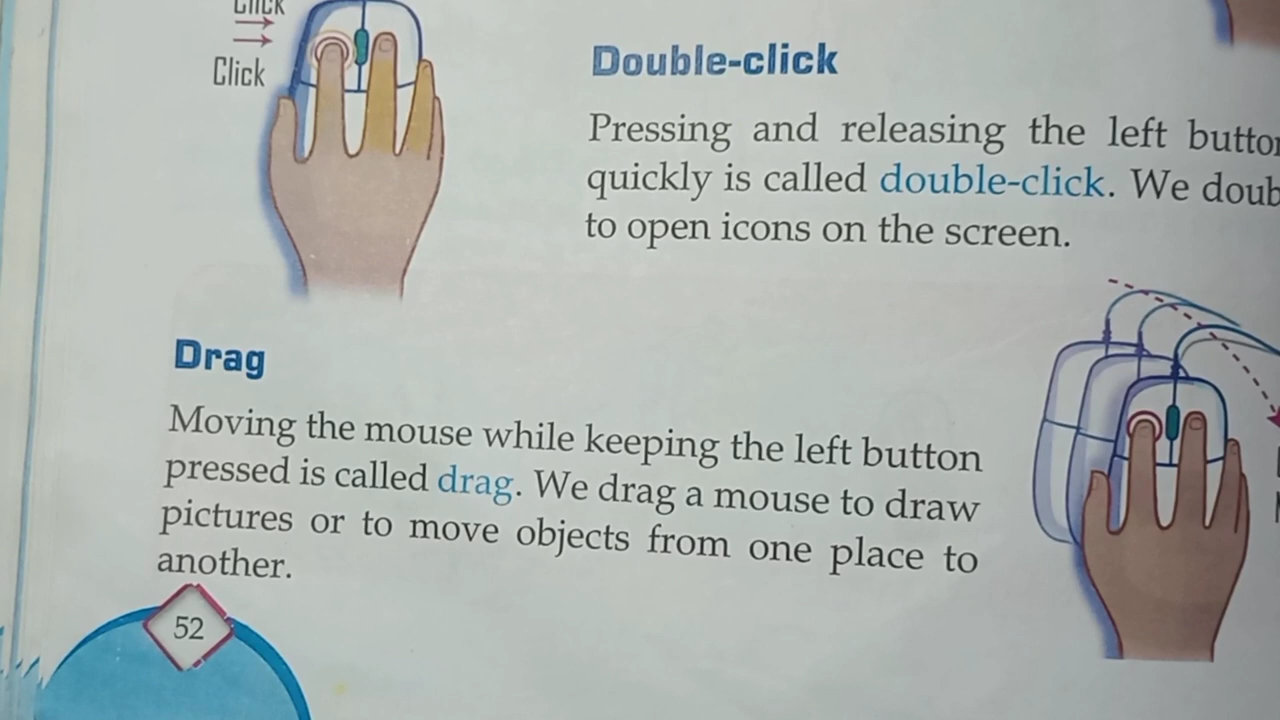 Click
Click
Double-click
Pressing and releasing the left
quickly is called double-click. We
to open icons on the screen.
Drag
Moving the mouse while keeping the left button
pressed is called drag. We drag a mouse to draw
pictures or to move objects from one place to
another.
52